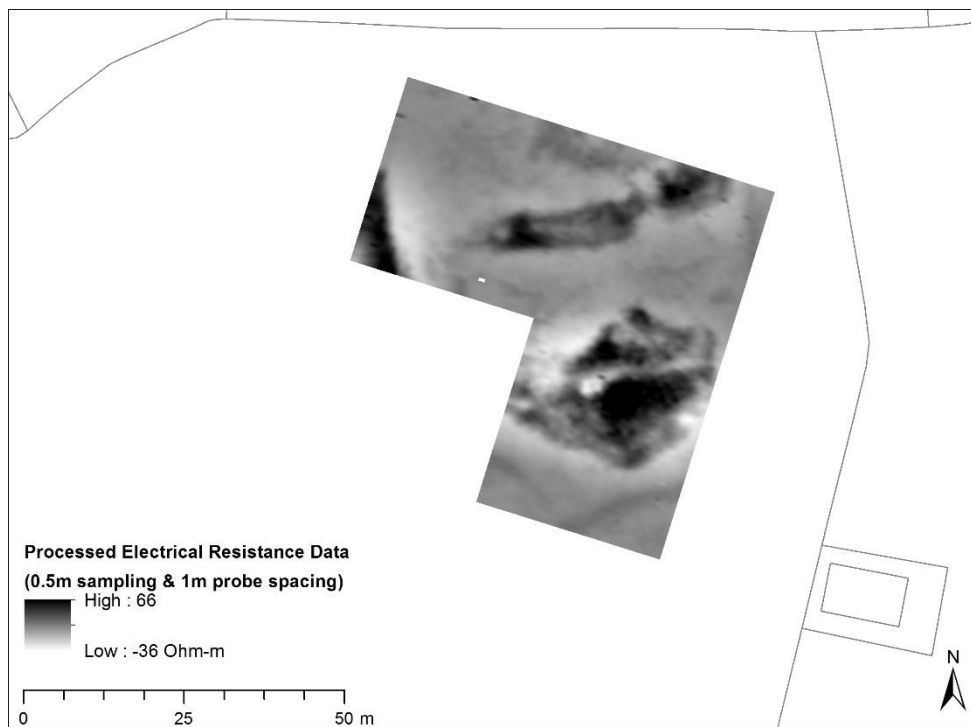 Processed Electrical Resistance Data
(0.5m sampling & 1m probe spacing)
High : 66
Low : -36 Ohm-m
0 25 50 m
N